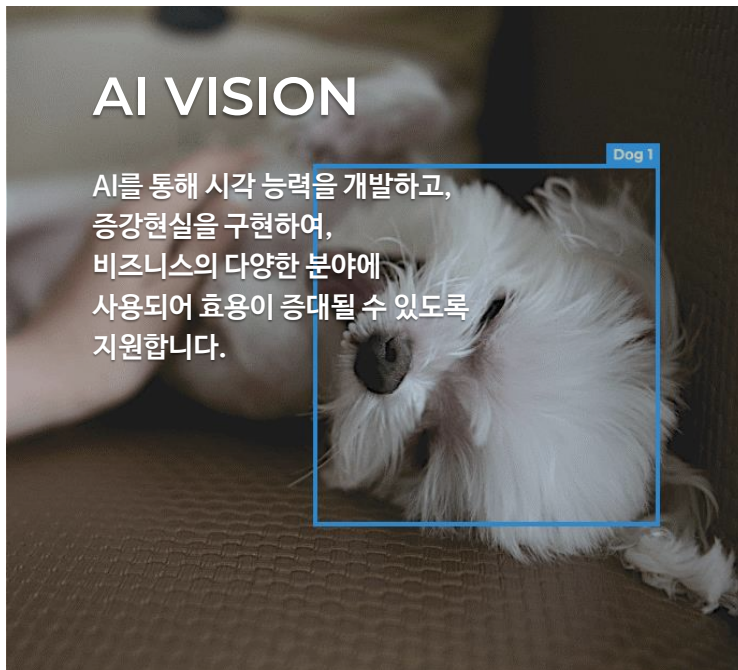 AI VISION
Dog 1
AI를 통해 시각 능력을 개발하고,
증강현실을 구현하여,
비즈니스의 다양한 분야에
사용되어 효용이 증대될 수 있도록
지원합니다.